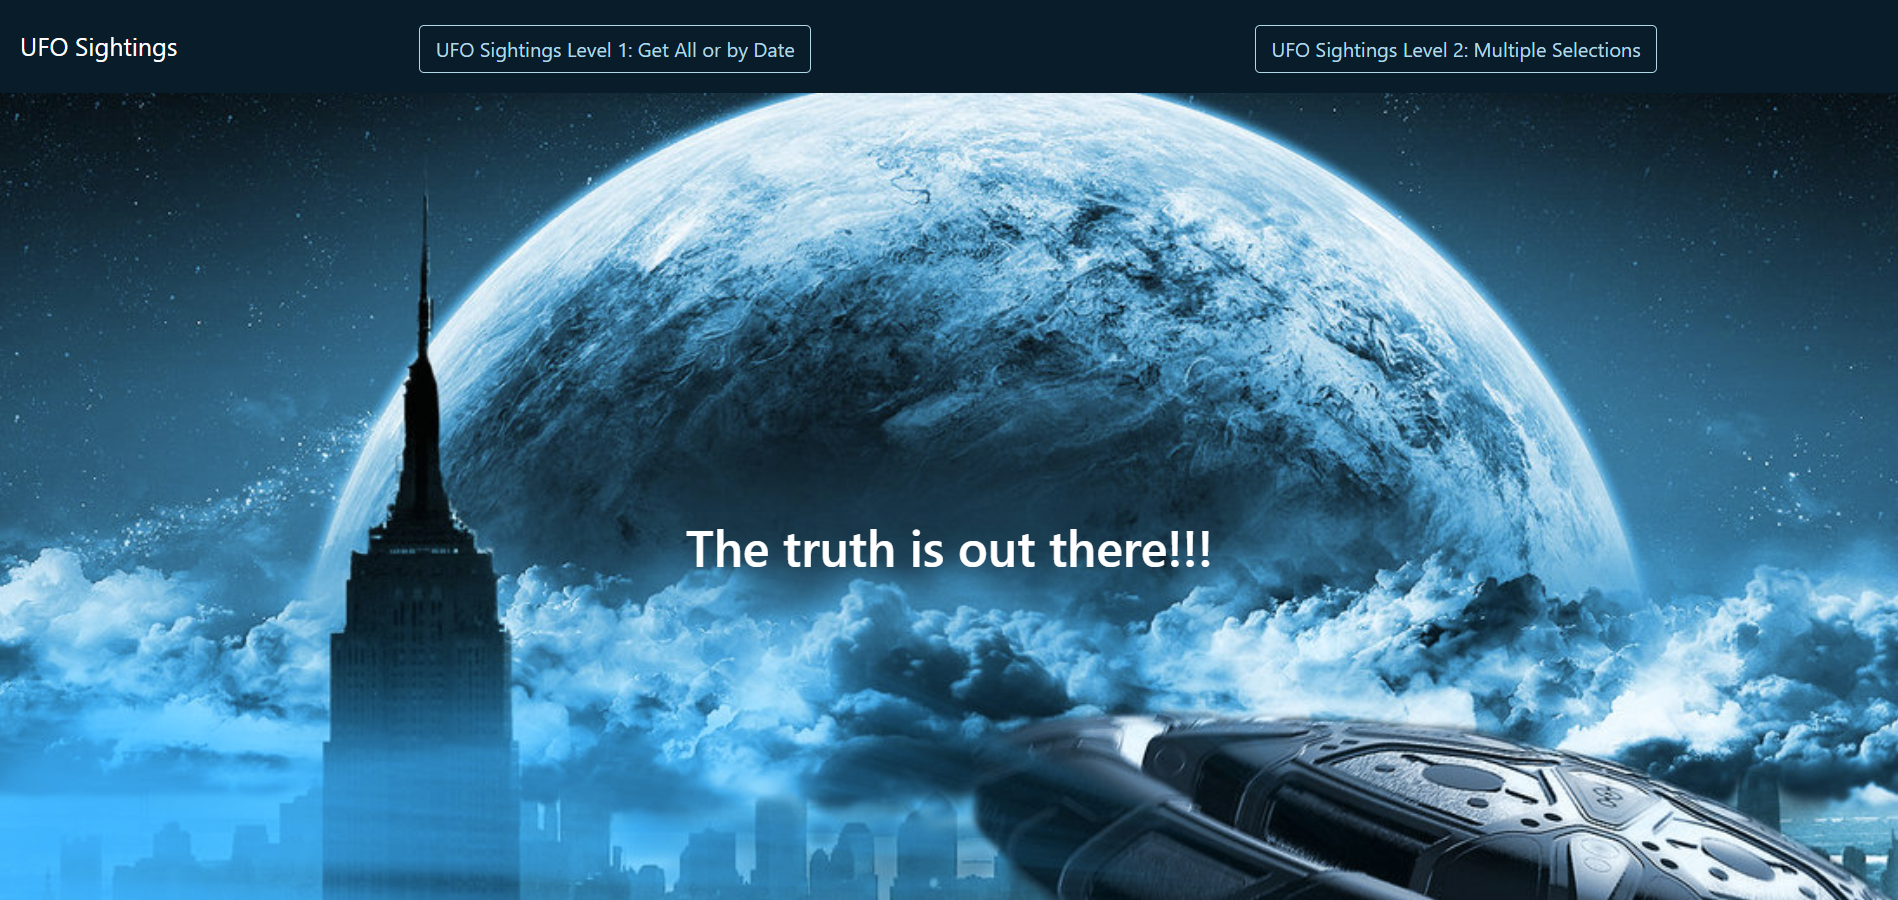 UFO Sightings
UFO Sightings Level 1: Get All or by Date
UFO Sightings Level 2: Multiple Selections
The truth is out there!!!